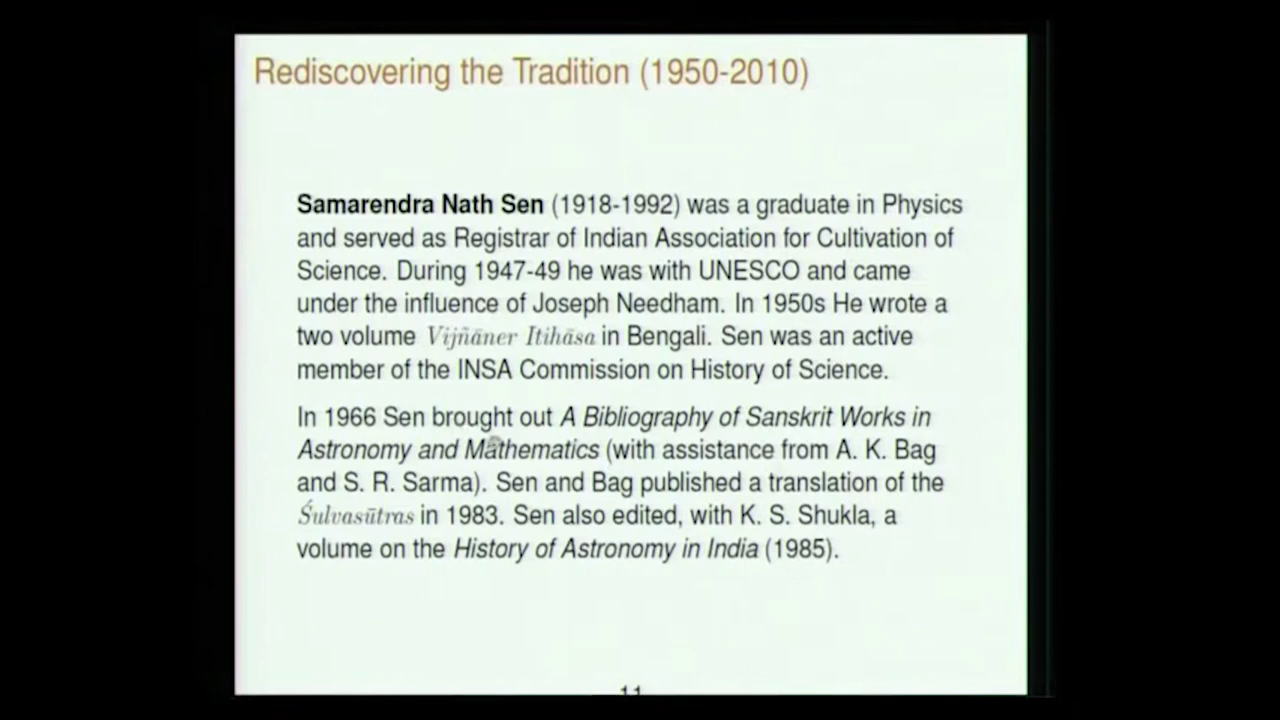 Rediscovering the Tradition (1950-2010)
Samarendra Nath Sen (1918-1992) was a graduate in Physics
and served as Registrar of Indian Association for Cultivation of
Science. During 1947-49 he was with UNESCO and came
under the influence of Joseph Needham. In 1950s He wrote a
two volume Vijñāner Itihāsa in Bengali. Sen was an active
member of the INSA Commission on History of Science.
In 1966 Sen brought out A Bibliography of Sanskrit Works in
Astronomy and Mathematics (with assistance from A. K. Bag
and S. R. Sarma). Sen and Bag published a translation of the
Śulvasūtras in 1983. Sen also edited, with K. S. Shukla, a
volume on the History of Astronomy in India (1985).
11